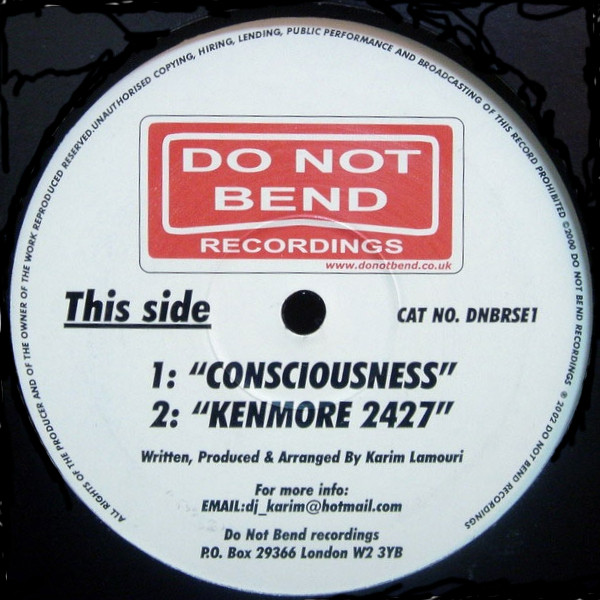 ALL RIGHTS OF THE PRODUCER AND OF THE OWNER OF THE WORK REPRODUCED RESERVED.UNAUTHORISED COPYING, HIRING, LENDING, PUBLIC PERFORMANCE AND BROADCASTING OF THIS RECORD PROHIBITED ©2000 DO NOT BEND RECORDINGS ℗ 2002 DO NOT BEND RECORDINGS
DO NOT
BEND
RECORDINGS
www.donotbend.co.uk
This side
CAT NO. DNBRSE1
1: “CONSCIOUSNESS”
2: “KENMORE 2427”
Written, Produced & Arranged By Karim Lamouri
For more info:
EMAIL:dj_karim@hotmail.com
Do Not Bend recordings
P.O. Box 29366 London W2 3YB